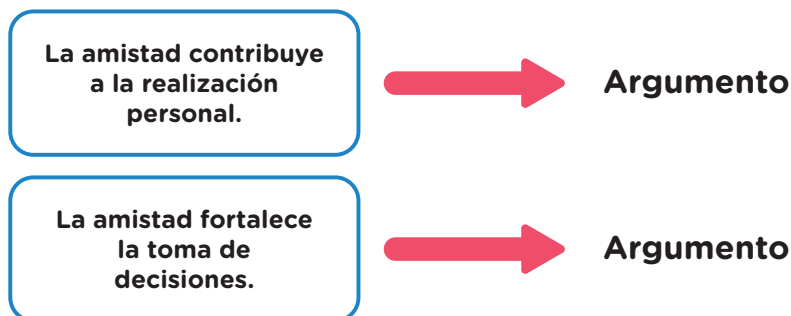 La amistad contribuye
a la realización
personal.
Argumento
La amistad fortalece
la toma de
decisiones.
Argumento